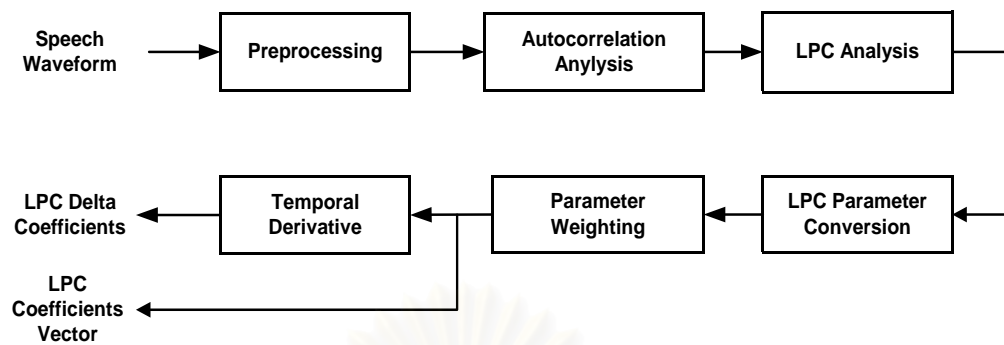 Speech
Waveform
Preprocessing
Autocorrelation
Anylysis
LPC Analysis
LPC Delta
Coefficients
Temporal
Derivative
Parameter
Weighting
LPC Parameter
Conversion
LPC
Coefficients
Vector